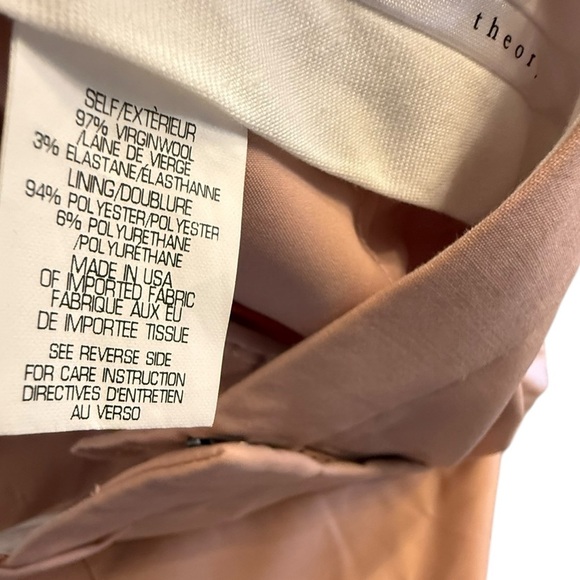 theor
SELF/EXTÈRIEUR
97% VIRGINWOOL
/LAINE DE VIERGE
3% ELASTANE/ÉLASTHANNE
LINING/DOUBLURE
94% POLYESTER/POLYESTER
6% POLYURETHANE
/POLYURÉTHANE
MADE IN USA
OF IMPORTED FABRIC
FABRIQUE AUX EU
DE IMPORTEE TISSUE
SEE REVERSE SIDE
FOR CARE INSTRUCTION
DIRECTIVES D'ENTRETIEN
AU VERSO